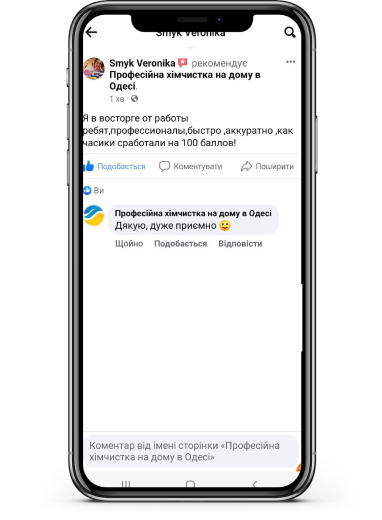 Smyk Veronika
Smyk Veronika рекомендує
Професійна хімчистка на дому в
Одесі.
1 хв ·
Я в восторге от работы
ребят,профессионалы,быстро ,аккуратно ,как
часики сработали на 100 баллов!
Подобається Коментувати Поширити
Ви
Професійна хімчистка на дому в Одесі
Дякую, дуже приємно 😀
Щойно Подобається Відповісти
Коментар від імені сторінки «Професійна
хімчистка на дому в Одесі»